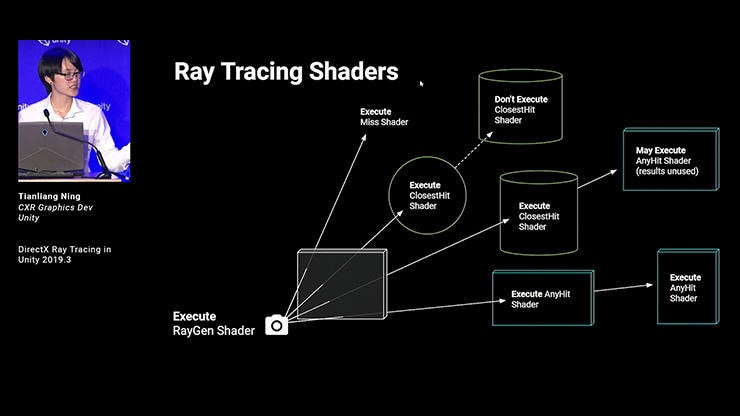 unity
Ray Tracing Shaders
Tianliang Ning
CXR Graphics Dev
Unity
DirectX Ray Tracing in
Unity 2019.3
Execute
Miss Shader
Don't Execute
ClosestHit
Shader
Execute
ClosestHit
Shader
Execute
ClosestHit
Shader
May Execute
AnyHit Shader
(results unused)
Execute AnyHit
Shader
Execute
AnyHit
Shader
Execute
RayGen Shader